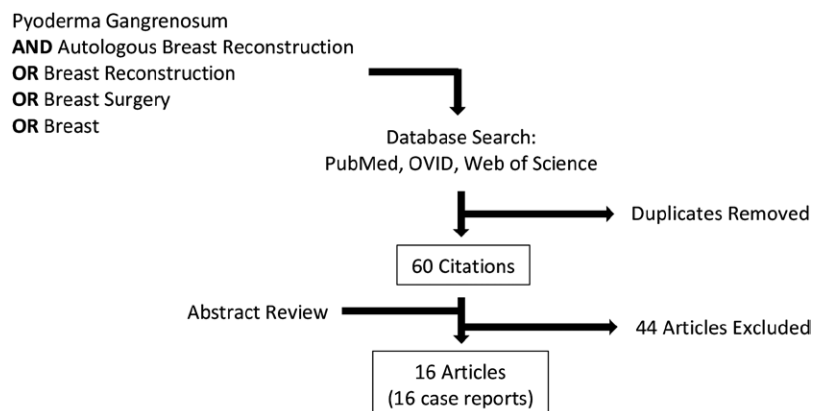 Pyoderma Gangrenosum
AND Autologous Breast Reconstruction
OR Breast Reconstruction
OR Breast Surgery
OR Breast
Database Search:
PubMed, OVID, Web of Science
Duplicates Removed
60 Citations
Abstract Review
44 Articles Excluded
16 Articles
(16 case reports)